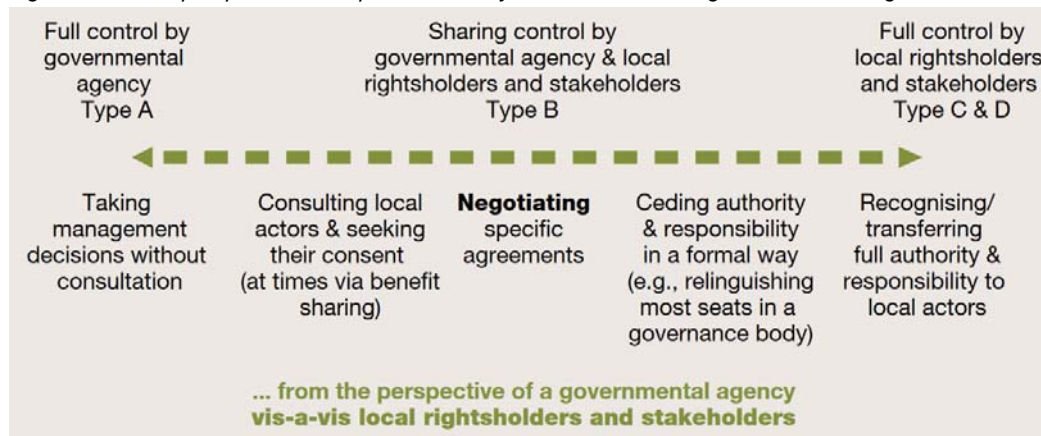 Full control by
governmental
agency
Type A
Sharing control by
governmental agency & local
rightsholders and stakeholders
Type B
Full control by
local rightsholders
and stakeholders
Type C & D
Taking
management
decisions without
consultation
Consulting local
actors & seeking
their consent
(at times via benefit
sharing)
Negotiating
specific
agreements
Ceding authority
& responsibility
in a formal way
(e.g., relinguishing
most seats in a
governance body)
Recognising/
transferring
full authority &
responsibility to
local actors
... from the perspective of a governmental agency
vis-a-vis local rightsholders and stakeholders